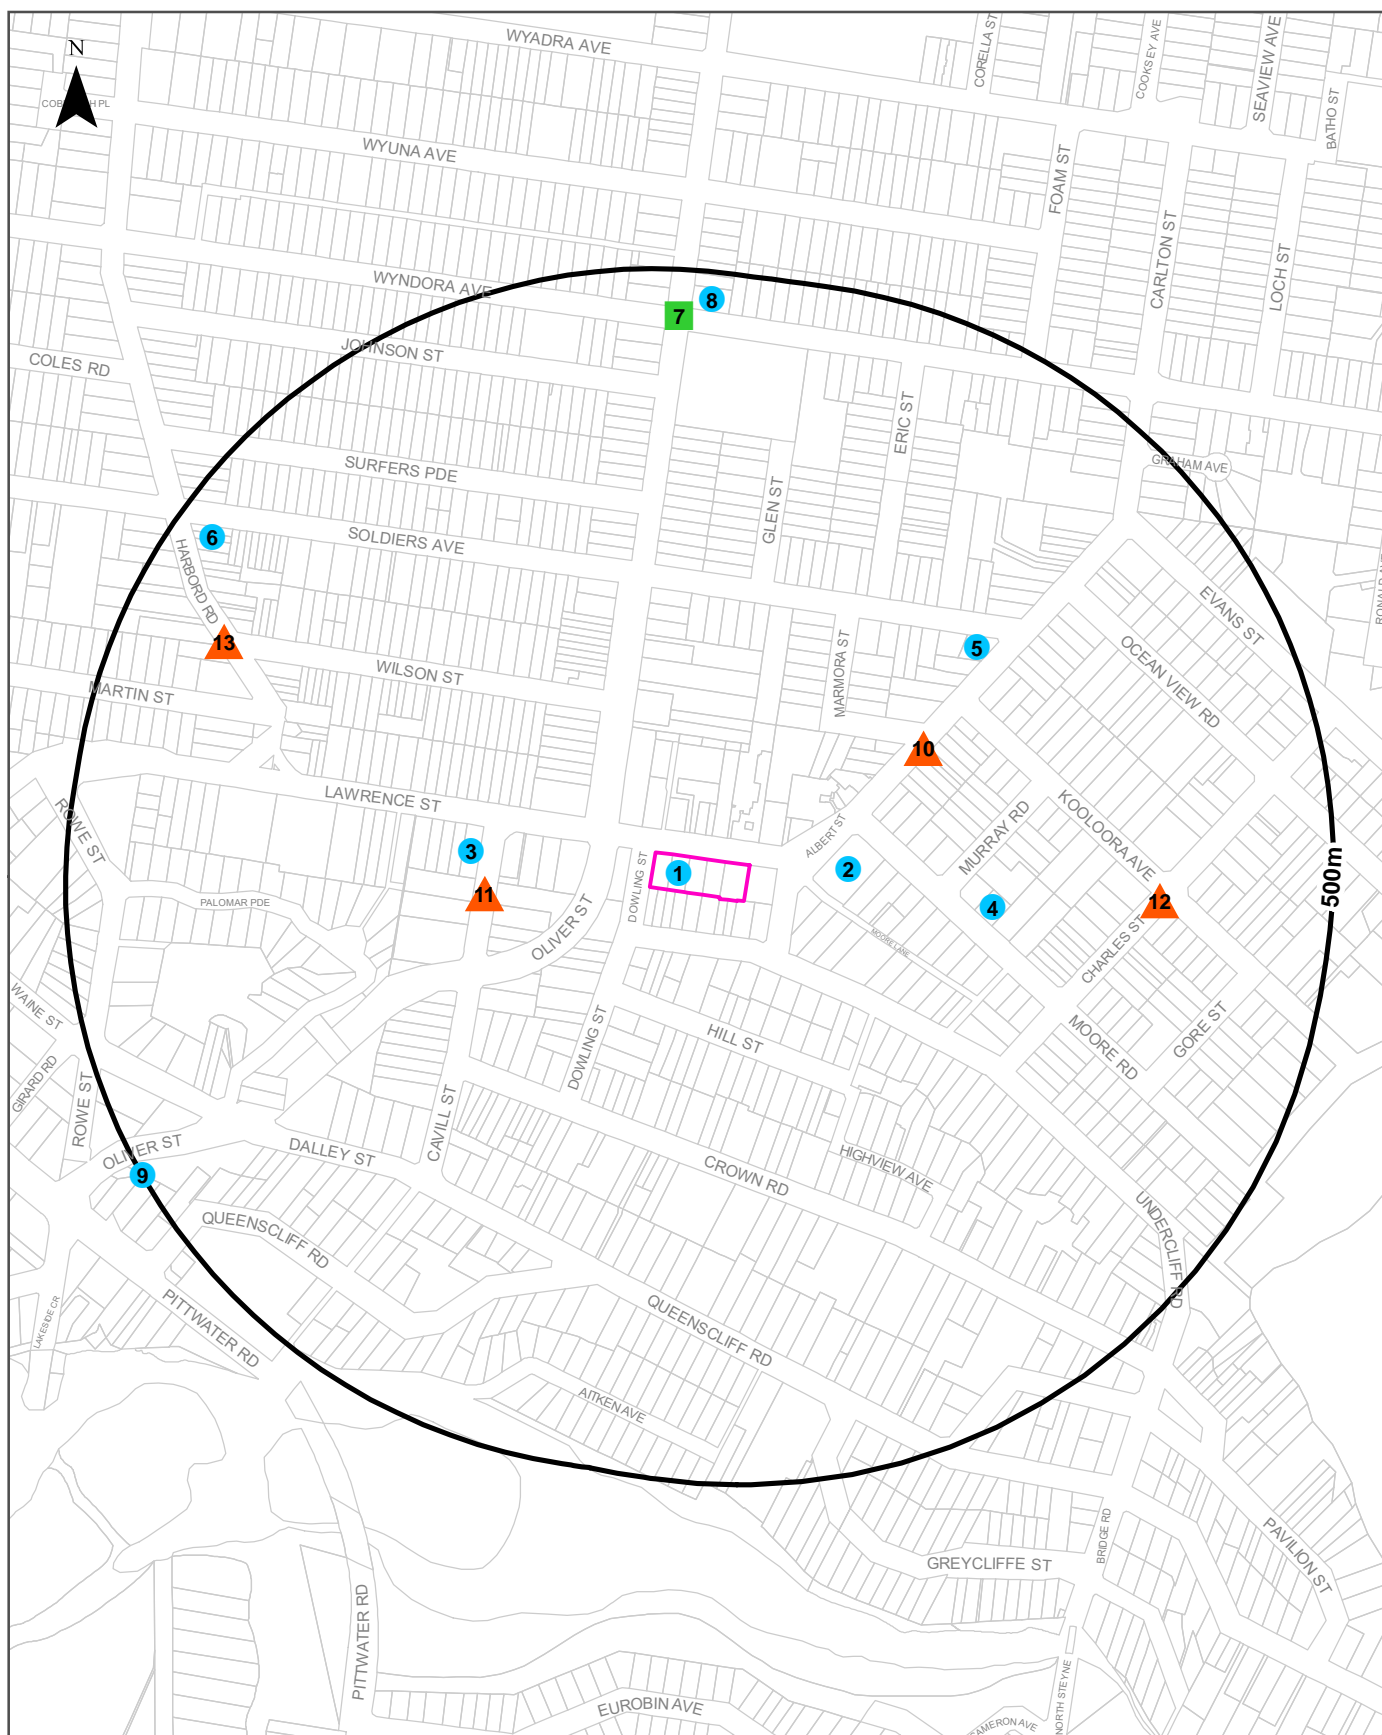 WYADRA AVE
CORELLA ST
COOKSEY AVE
SEAVIEW AVE
BATHO ST
N
WYUNA AVE
FOAM ST
CARLTON ST
LOCH ST
WYNDORA AVE
8
7
JOHNSON ST
COLES RD
ERIC ST
GRAHAM AVE
SURFERS PDE
GLEN ST
SOLDIERS AVE
6
HARBORD RD
EVANS ST
13
5
WILSON ST
MARMORA ST
OCEAN VIEW RD
MARTIN ST
10
LAWRENCE ST
ROWE ST
ALBERT ST
MURRAY RD
KOOLOORA AVE
3
1
2
DOWLING ST
500m
11
4
12
PALOMAR PDE
OLIVER ST
MOORE LANE
CHARLES ST
WAINE ST
HILL ST
DOWLING ST
MOORE RD
GORE ST
GIRARD RD
ROWE ST
CAVILL ST
OLIVER ST
DALLEY ST
9
CROWN RD
HIGHVIEW AVE
QUEENSCLIFF RD
UNDERCLIFF RD
LAKESIDE CR
PITTWATER RD
QUEENSCLIFF RD
AITKEN AVE
BRIDGE RD
PAVILION ST
GREYCLIFFE ST
PITTWATER RD
NORTH STEYNE
EUROBIN AVE
AMERON AVE